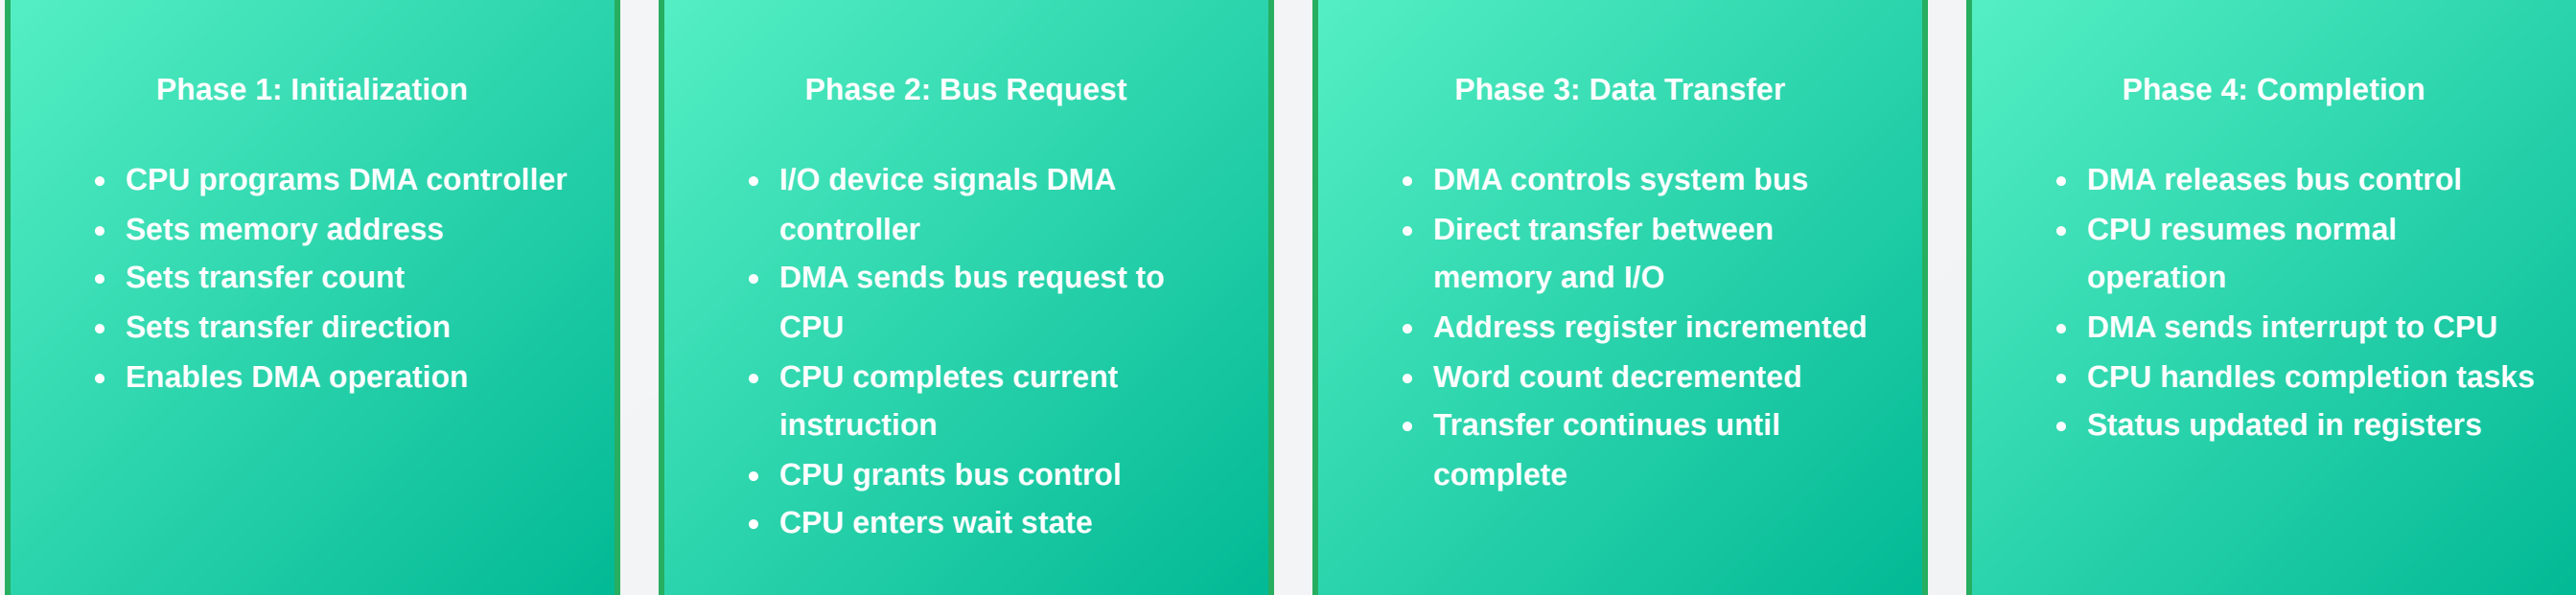 Phase 1: Initialization
• CPU programs DMA controller
• Sets memory address
• Sets transfer count
• Sets transfer direction
• Enables DMA operation
Phase 2: Bus Request
• I/O device signals DMA
controller
• DMA sends bus request to
CPU
• CPU completes current
instruction
• CPU grants bus control
• CPU enters wait state
Phase 3: Data Transfer
• DMA controls system bus
• Direct transfer between
memory and I/O
• Address register incremented
• Word count decremented
• Transfer continues until
complete
Phase 4: Completion
• DMA releases bus control
• CPU resumes normal
operation
• DMA sends interrupt to CPU
• CPU handles completion tasks
• Status updated in registers